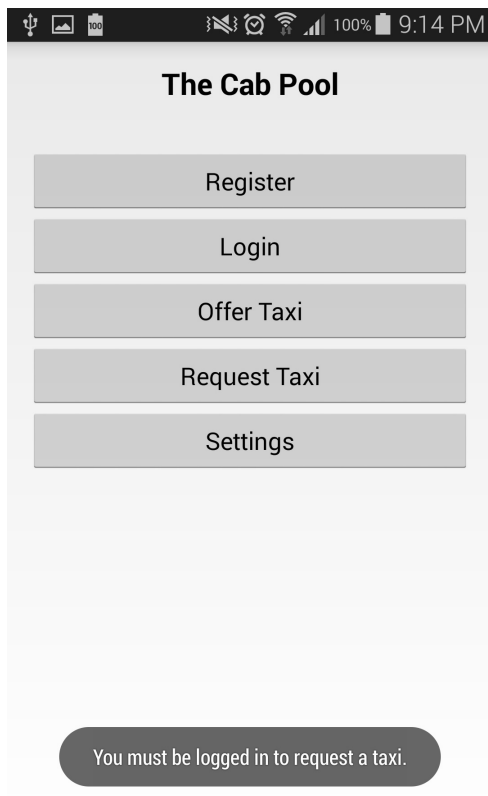 100 100% 9:14 PM
The Cab Pool
Register
Login
Offer Taxi
Request Taxi
Settings
You must be logged in to request a taxi.